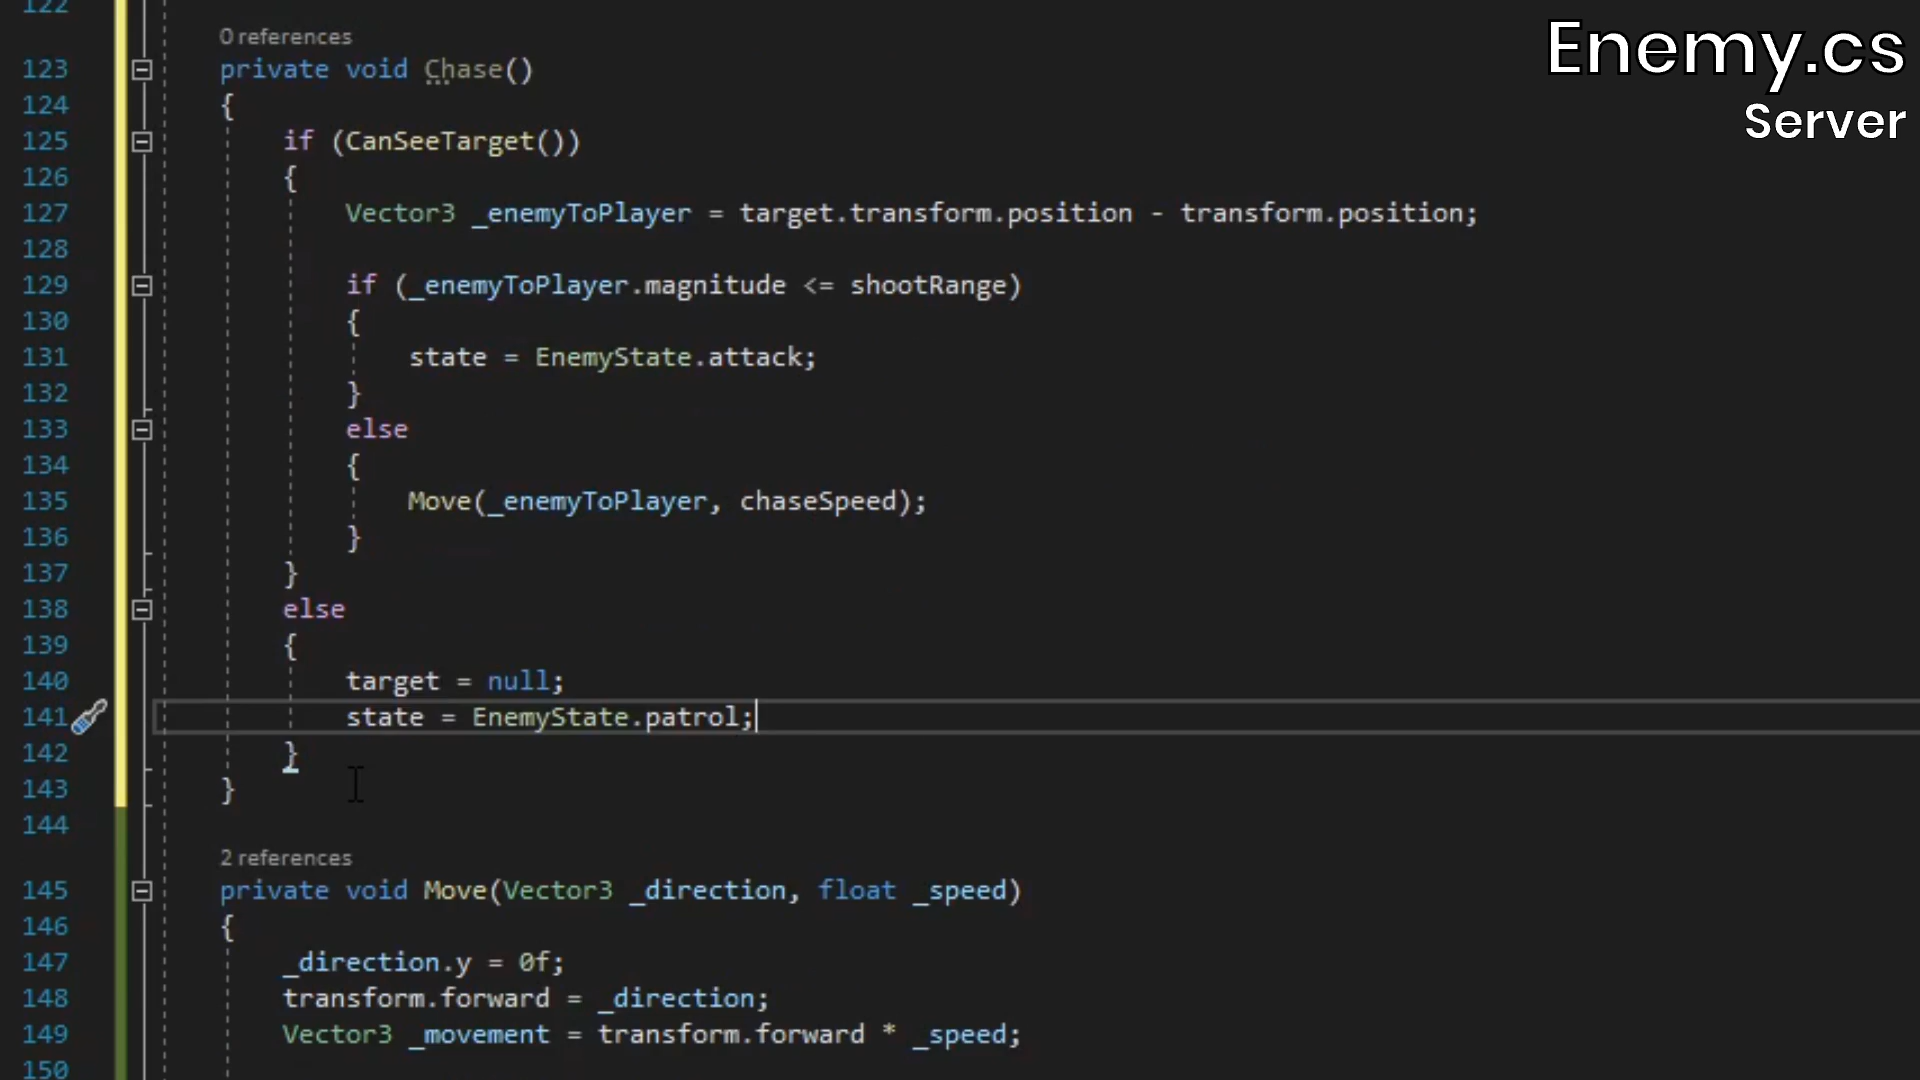 Enemy.cs
Server
122
0 references
123 private void Chase()
124 {
125 if (CanSeeTarget())
126 {
127 Vector3 _enemyToPlayer = target.transform.position - transform.position;
128
129 if (_enemyToPlayer.magnitude <= shootRange)
130 {
131 state = EnemyState.attack;
132 }
133 else
134 {
135 Move(_enemyToPlayer, chaseSpeed);
136 }
137 }
138 else
139 {
140 target = null;
141 state = EnemyState.patrol;
142 }
143 }
144
2 references
145 private void Move(Vector3 _direction, float _speed)
146 {
147 _direction.y = 0f;
148 transform.forward = _direction;
149 Vector3 _movement = transform.forward * _speed;
150